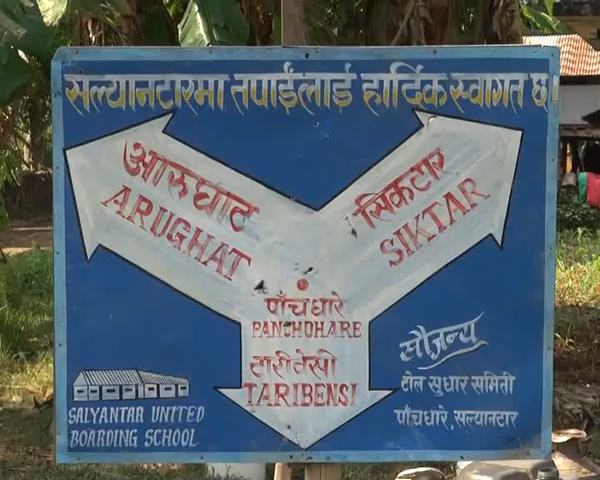 सल्यानटारमा तपाईंलाई हार्दिक स्वागत छ।
आरुघाट
ARUGHAT
सिकटार
SIKTAR
पाँचधारे
PANCHDHARE
टारीवेसी
TARIBENSI
SALYANTAR UNITED
BOARDING SCHOOL
सौजन्य
टोल सुधार समिती
पाँचधारे, सल्यानटार